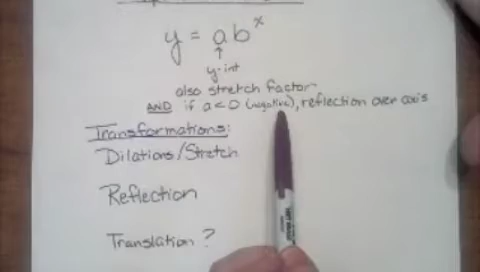 y = ab^x
↑
y-int
also stretch factor
AND if a < 0 (negative), reflection over axis
Transformations:
Dilations/Stretch
Reflection
Translation ?